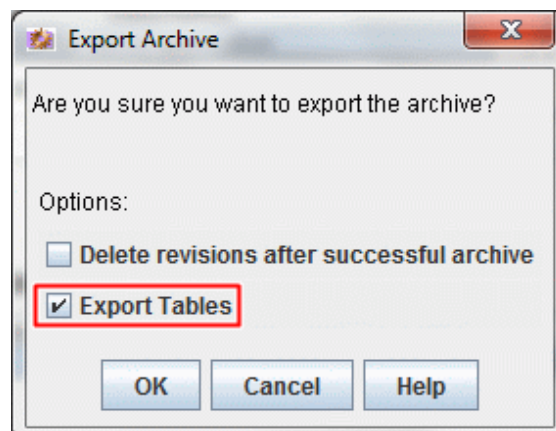 Export Archive
Are you sure you want to export the archive?
Options:
Delete revisions after successful archive
Export Tables
OK Cancel Help